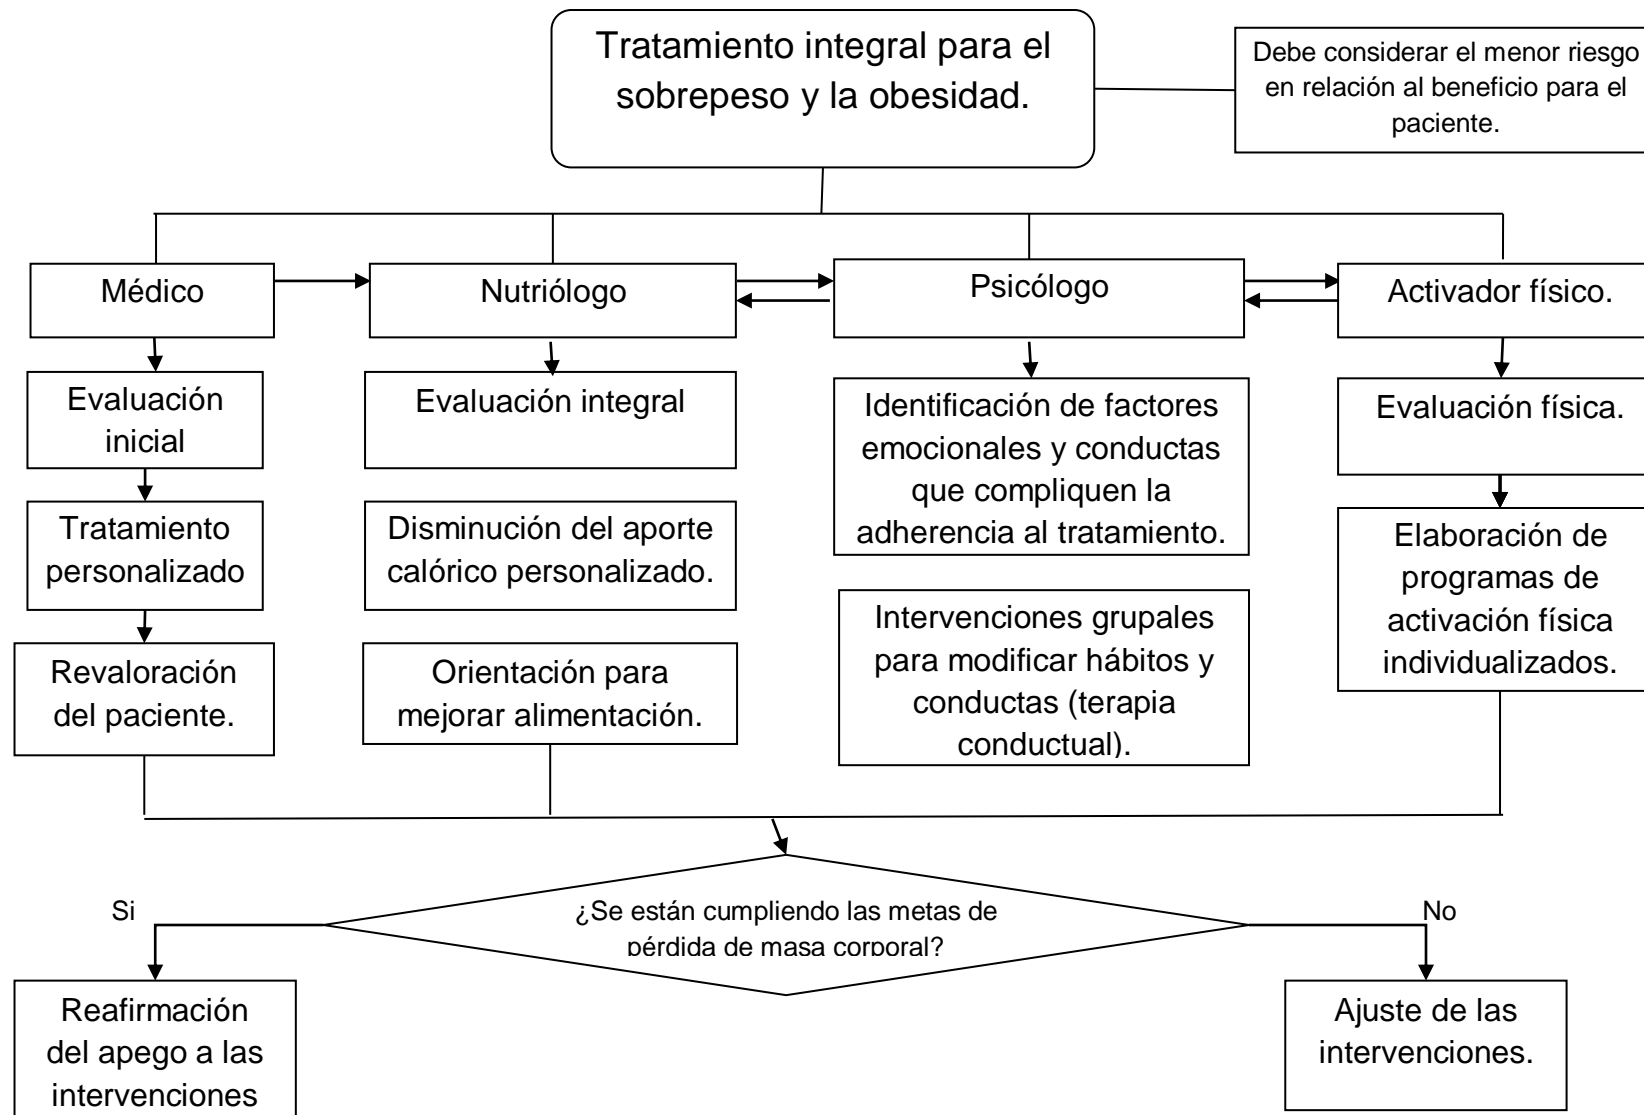 Tratamiento integral para el
sobrepeso y la obesidad.
Debe considerar el menor riesgo
en relación al beneficio para el
paciente.
Médico
Nutriólogo
Psicólogo
Activador físico.
Evaluación
inicial
Tratamiento
personalizado
Revaloración
del paciente.
Evaluación integral
Disminución del aporte
calórico personalizado.
Orientación para
mejorar alimentación.
Identificación de factores
emocionales y conductas
que compliquen la
adherencia al tratamiento.
Intervenciones grupales
para modificar hábitos y
conductas (terapia
conductual).
Evaluación física.
Elaboración de
programas de
activación física
individualizados.
¿Se están cumpliendo las metas de
pérdida de masa corporal?
Si
No
Reafirmación
del apego a las
intervenciones
Ajuste de las
intervenciones.